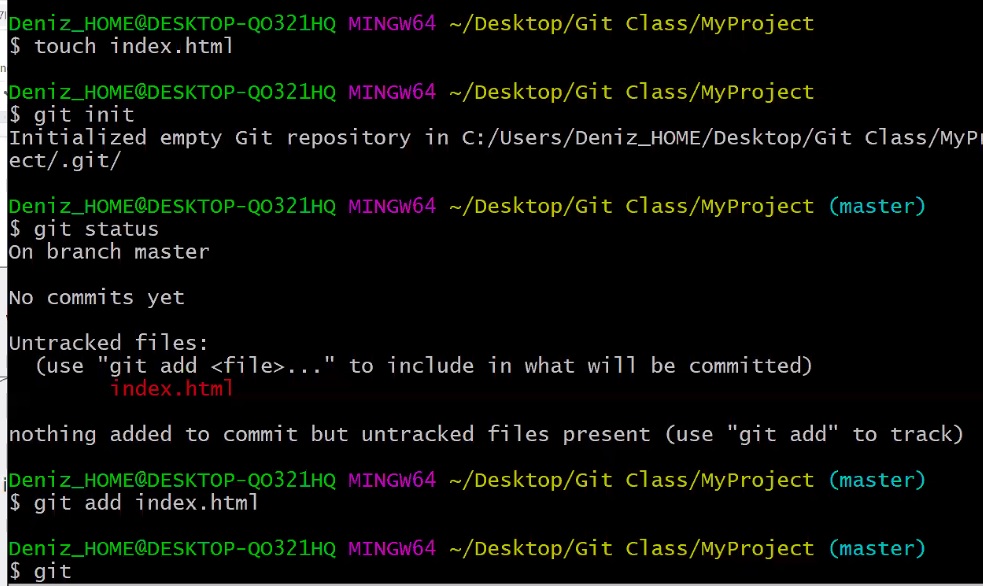 Deniz_HOME@DESKTOP-QO321HQ MINGW64 ~/Desktop/Git Class/MyProject
$ touch index.html
Deniz_HOME@DESKTOP-QO321HQ MINGW64 ~/Desktop/Git Class/MyProject
$ git init
Initialized empty Git repository in C:/Users/Deniz_HOME/Desktop/Git Class/MyPr
ect/.git/
Deniz_HOME@DESKTOP-QO321HQ MINGW64 ~/Desktop/Git Class/MyProject (master)
$ git status
On branch master
No commits yet
Untracked files:
(use "git add <file>..." to include in what will be committed)
index.html
nothing added to commit but untracked files present (use "git add" to track)
Deniz_HOME@DESKTOP-QO321HQ MINGW64 ~/Desktop/Git Class/MyProject (master)
$ git add index.html
Deniz_HOME@DESKTOP-QO321HQ MINGW64 ~/Desktop/Git Class/MyProject (master)
$ git